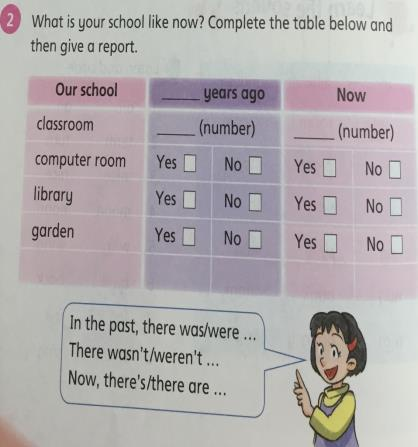 2 What is your school like now? Complete the table below and
then give a report.
Our school _____ years ago Now
classroom _____ (number) _____ (number)
computer room Yes No Yes No
library Yes No Yes No
garden Yes No Yes No
In the past, there was/were ...
There wasn't/weren't ...
Now, there's/there are ...